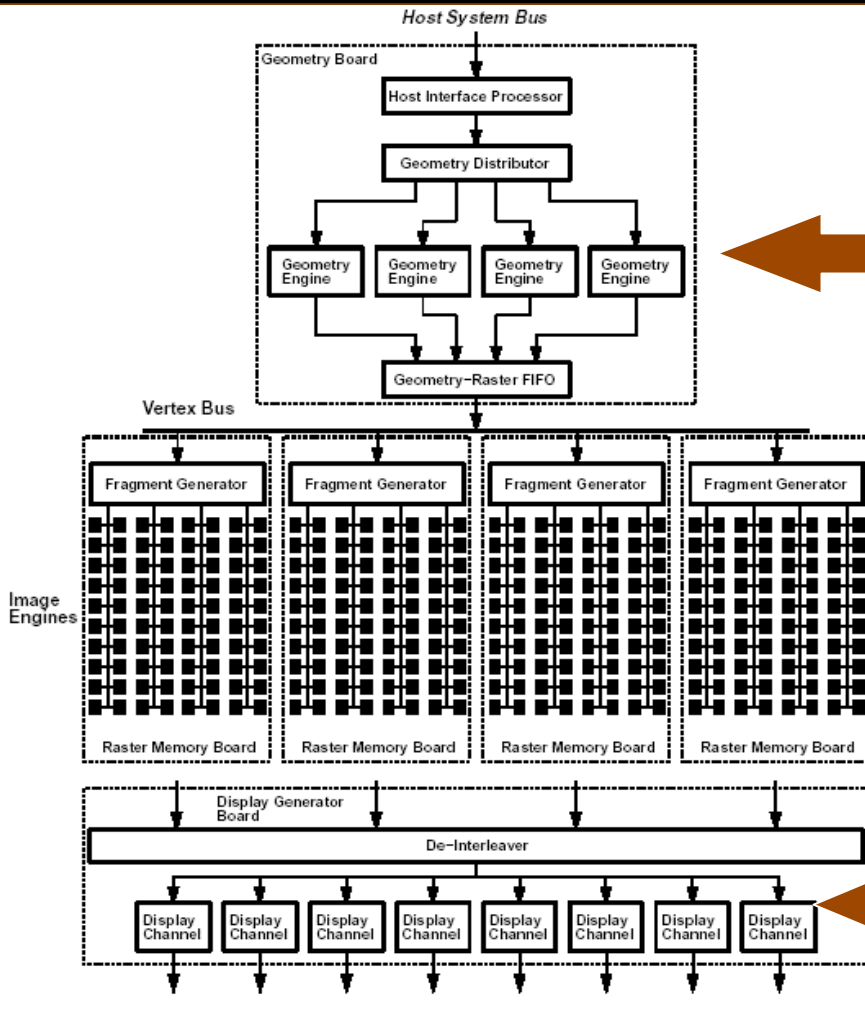 Host System Bus
Geometry Board
Host Interface Processor
Geometry Distributor
Geometry
Engine
Geometry
Engine
Geometry
Engine
Geometry
Engine
Geometry-Raster FIFO
Vertex Bus
Fragment Generator
Fragment Generator
Fragment Generator
Fragment Generator
Image
Engines
Raster Memory Board
Raster Memory Board
Raster Memory Board
Raster Memory Board
Display Generator
Board
De-Interleaver
Display
Channel
Display
Channel
Display
Channel
Display
Channel
Display
Channel
Display
Channel
Display
Channel
Display
Channel